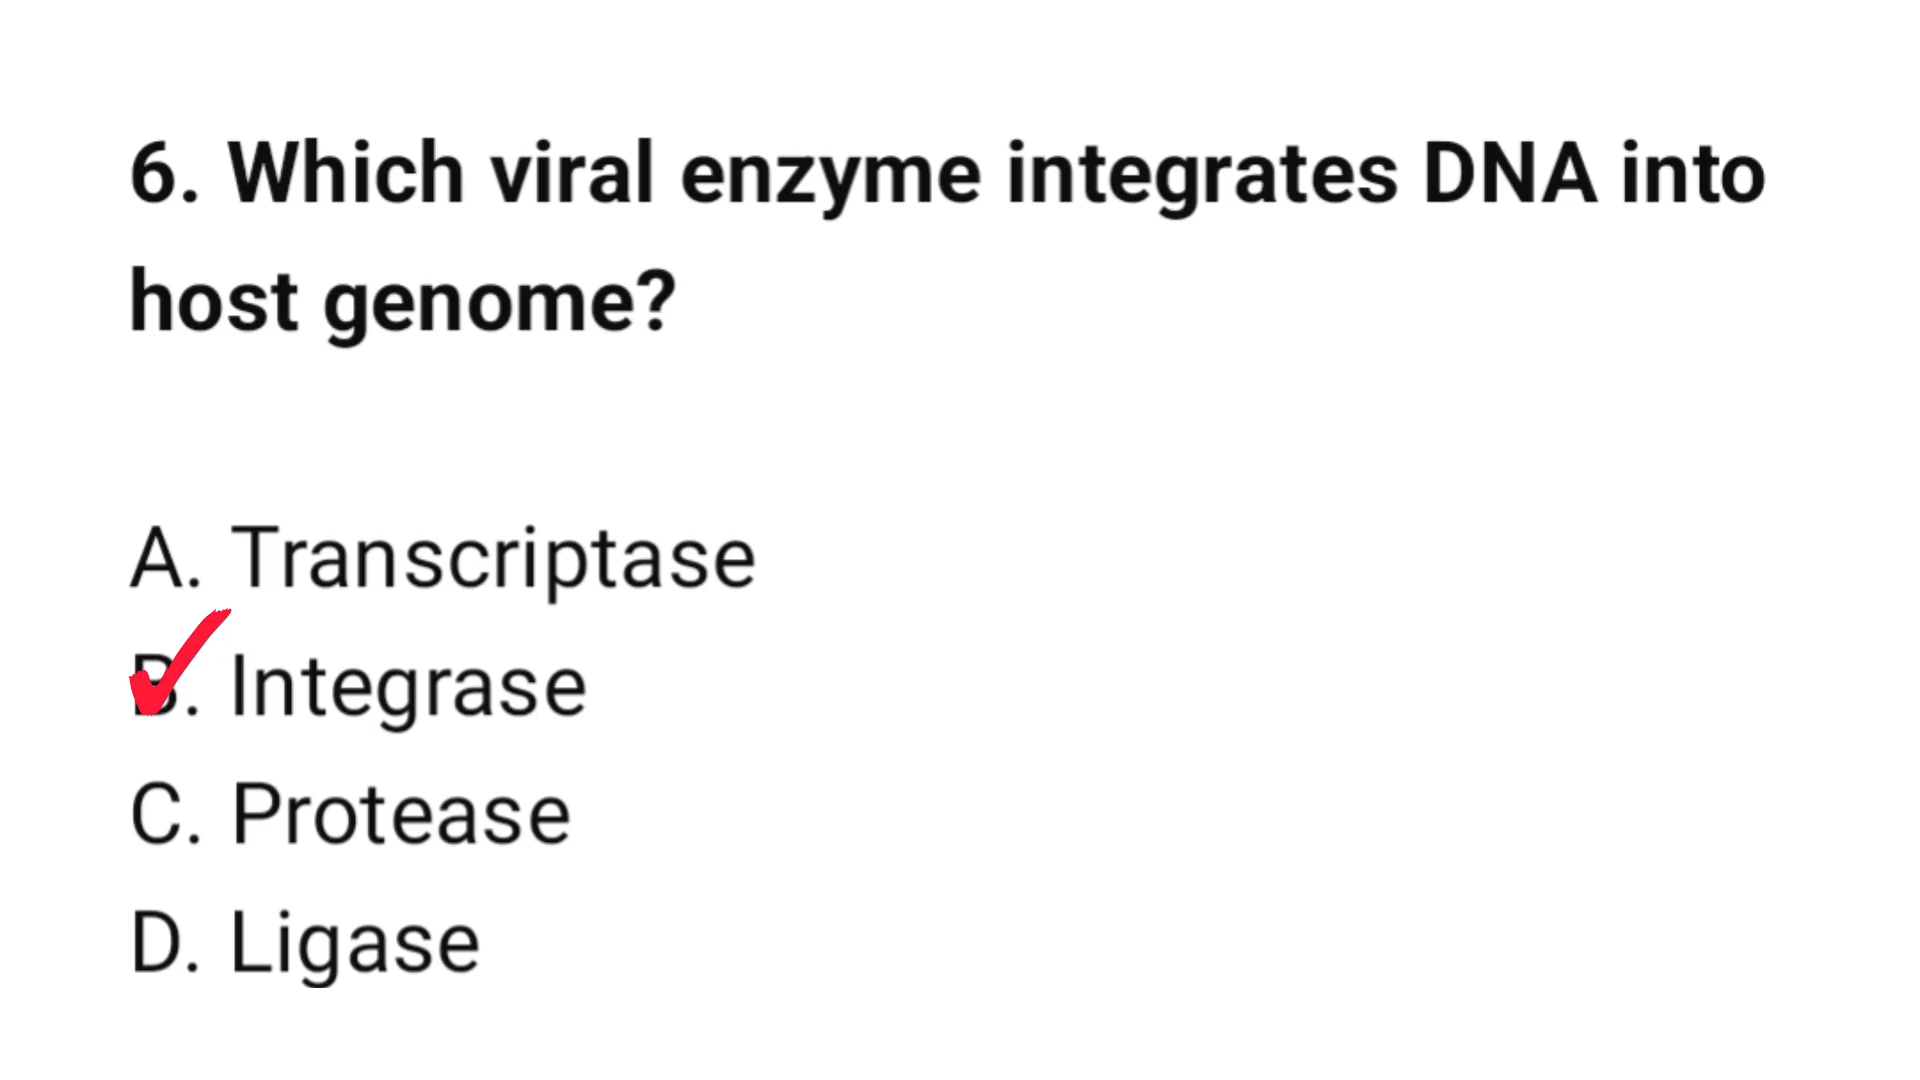 6. Which viral enzyme integrates DNA into
host genome?
A. Transcriptase
B. Integrase
C. Protease
D. Ligase